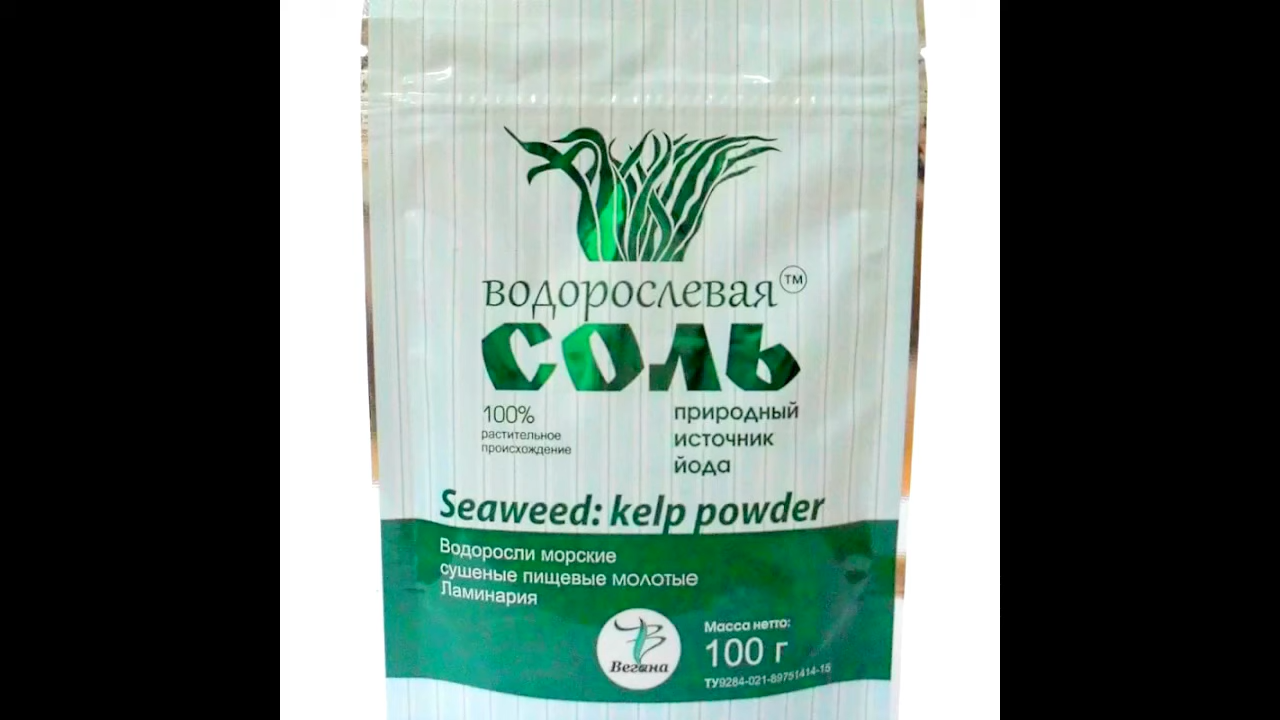 водорослевая™
соль
100%
растительное
происхождение
природный
источник
йода
Seaweed: kelp powder
Водоросли морские
сушеные пищевые молотые
Ламинария
Вегана
Масса нетто:
100 г
ТУ9284-021-89751414-15